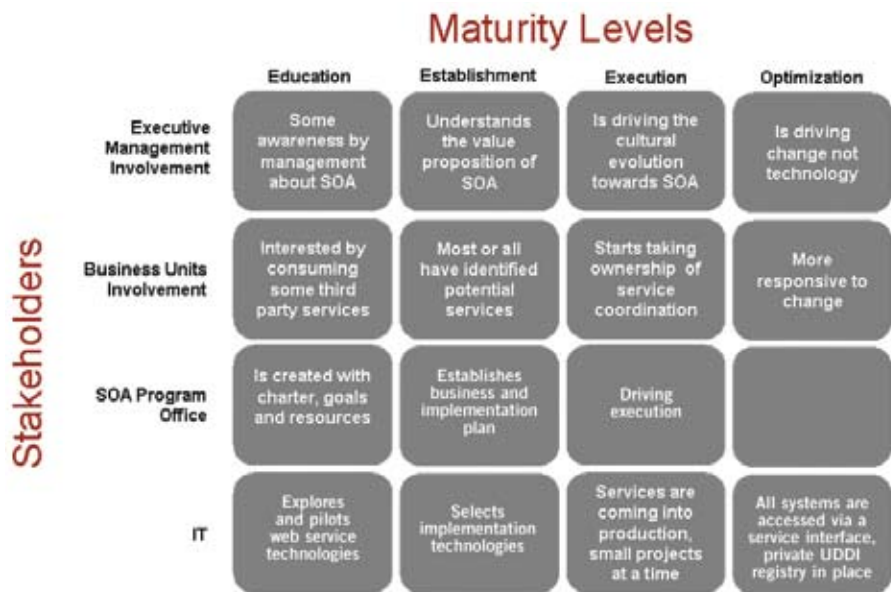 Maturity Levels
Education
Establishment
Execution
Optimization
Stakeholders
Executive
Management
Involvement
Some
awareness by
management
about SOA
Understands
the value
proposition of
SOA
Is driving the
cultural
evolution
towards SOA
Is driving
change not
technology
Business Units
Involvement
Interested by
consuming
some third
party services
Most or all
have identified
potential
services
Starts taking
ownership of
service
coordination
More
responsive to
change
SOA Program
Office
Is created with
charter, goals
and resources
Establishes
business and
implementation
plan
Driving
execution
IT
Explores
and pilots
web service
technologies
Selects
implementation
technologies
Services are
coming into
production,
small projects
at a time
All systems are
accessed via a
service interface,
private UDDI
registry in place